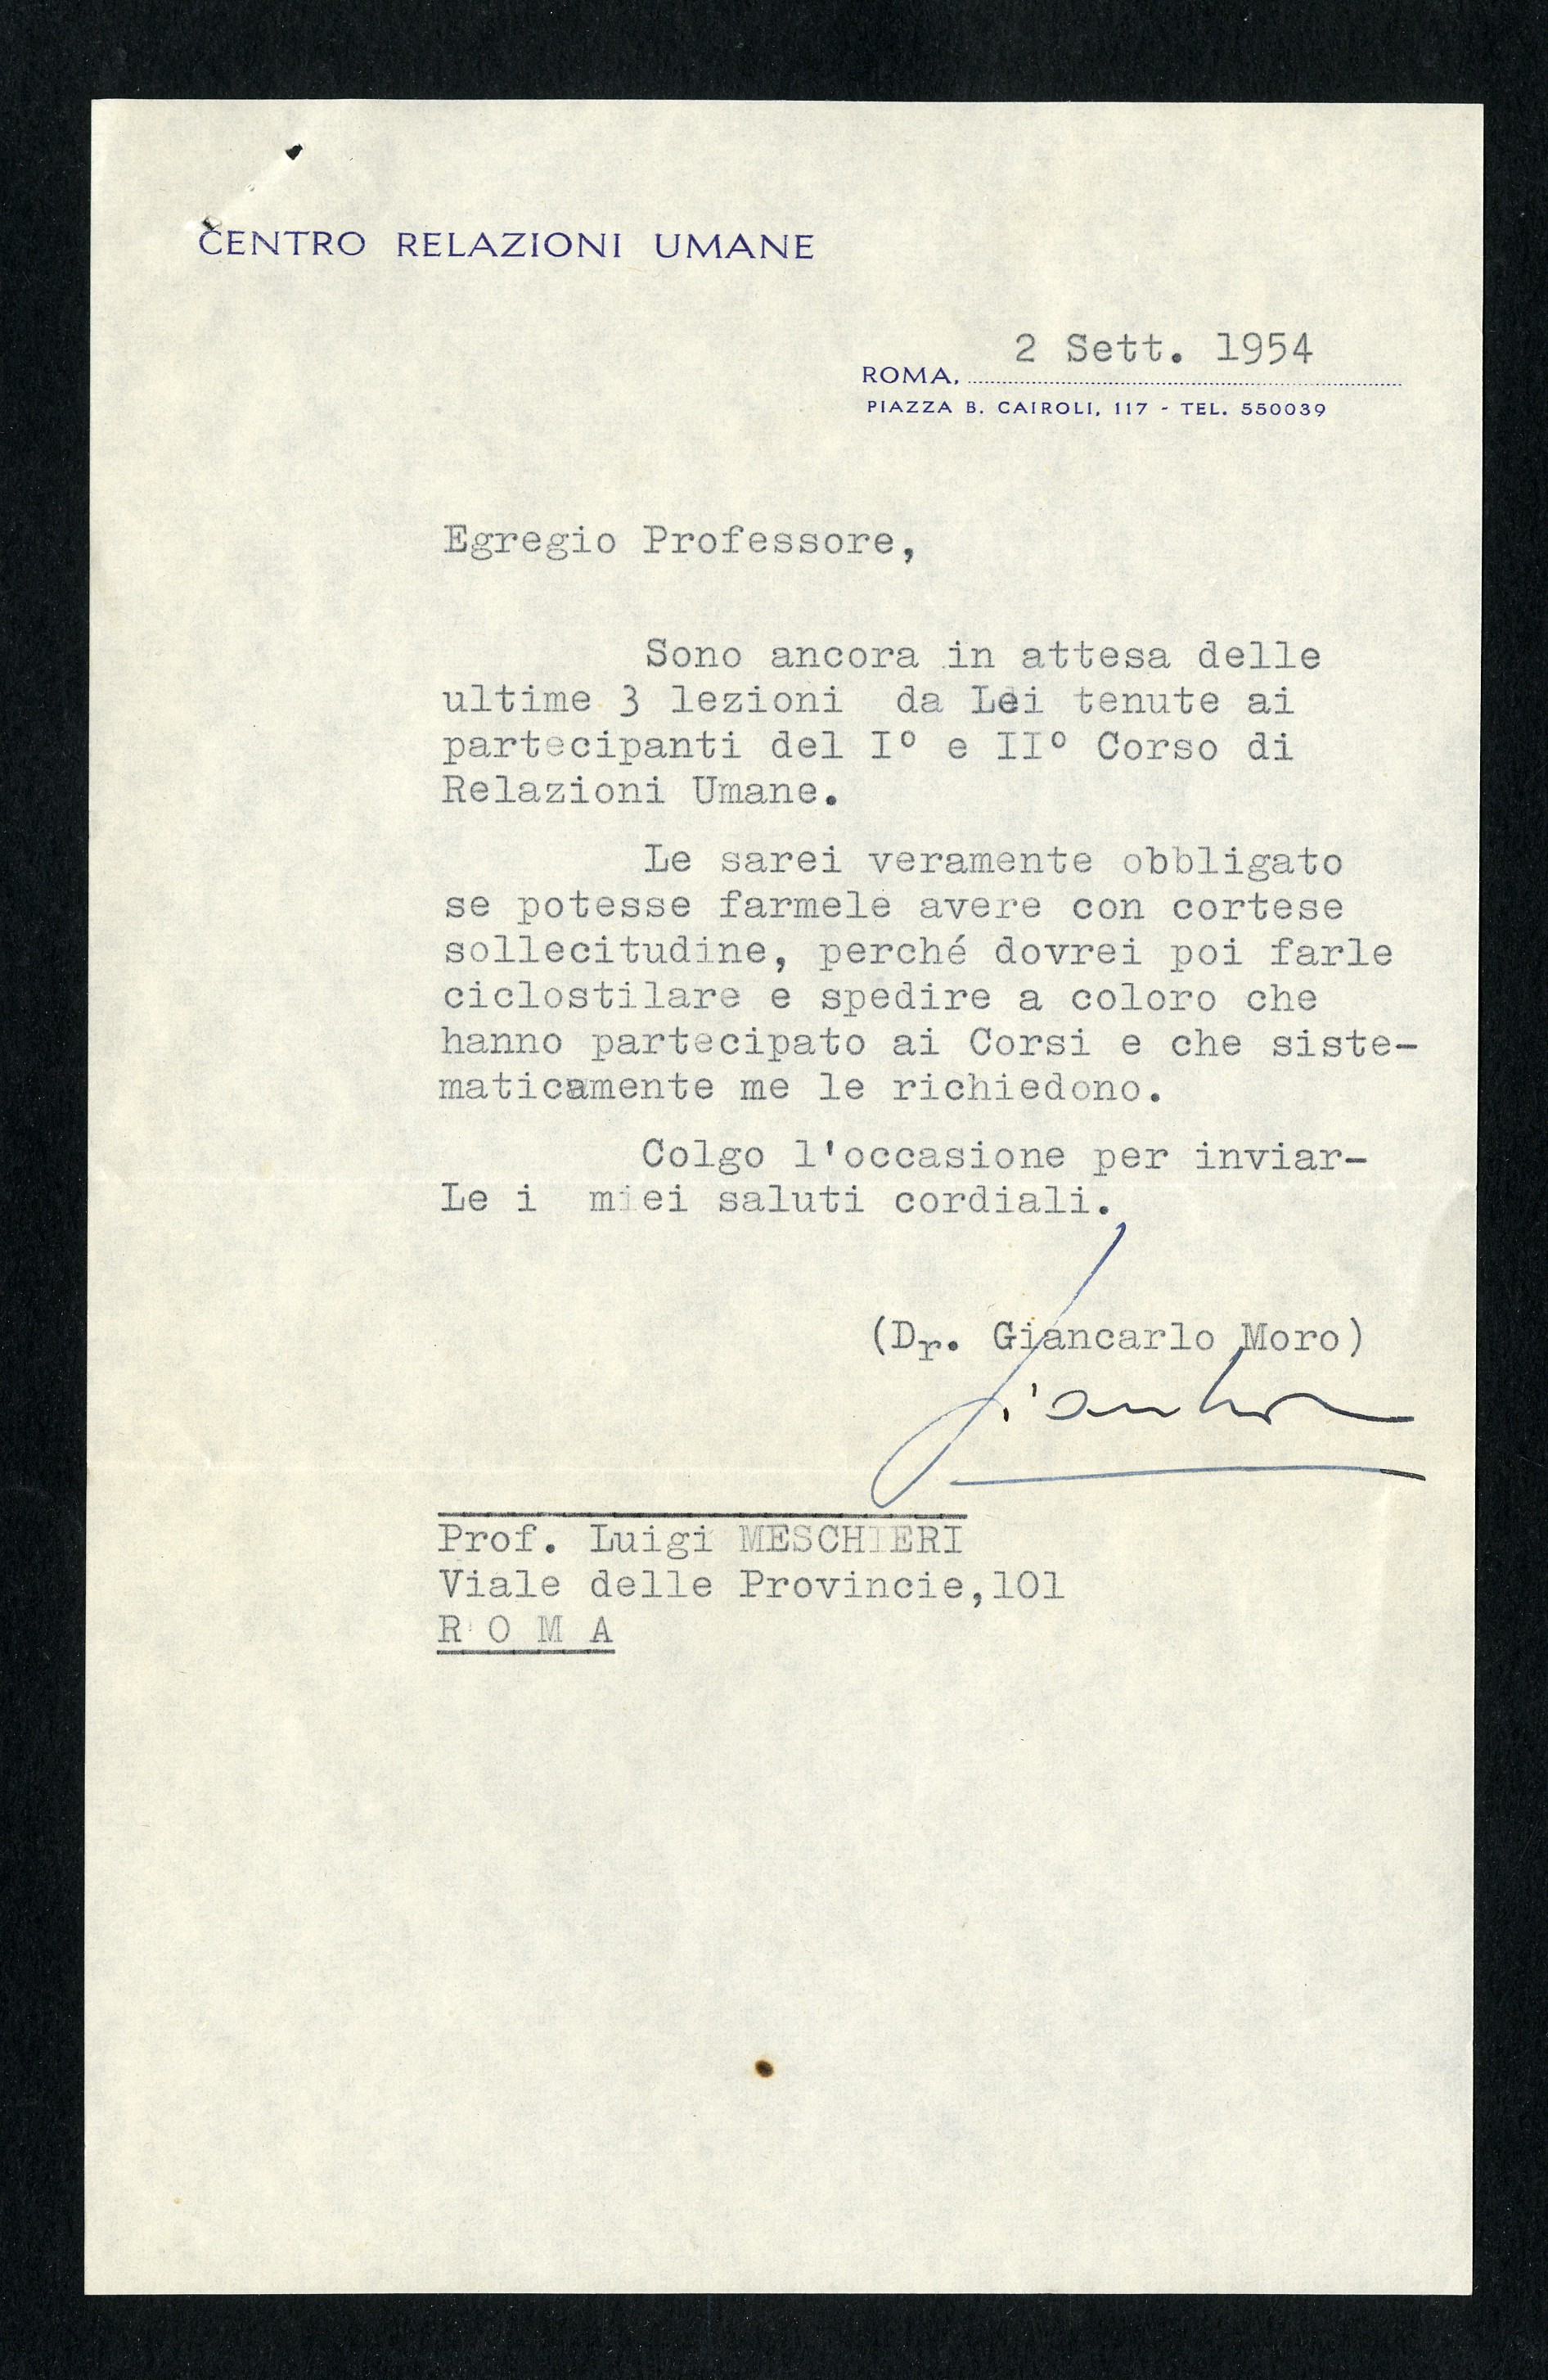 CENTRO RELAZIONI UMANE
2 Sett. 1954
ROMA,
PIAZZA B. CAIROLI, 117 - TEL. 550039
Egregio Professore,
Sono ancora in attesa delle
ultime 3 lezioni da Lei tenute ai
partecipanti del Iº e IIº Corso di
Relazioni Umane.
Le sarei veramente obbligato
se potesse farmele avere con cortese
sollecitudine, perché dovrei poi farle
ciclostilare e spedire a coloro che
hanno partecipato ai Corsi e che siste-
maticamente me le richiedono.
Colgo l'occasione per inviar-
Le i miei saluti cordiali.
(Dr. Giancarlo Moro)
Prof. Luigi MESCHIERI
Viale delle Provincie,101
R O M A